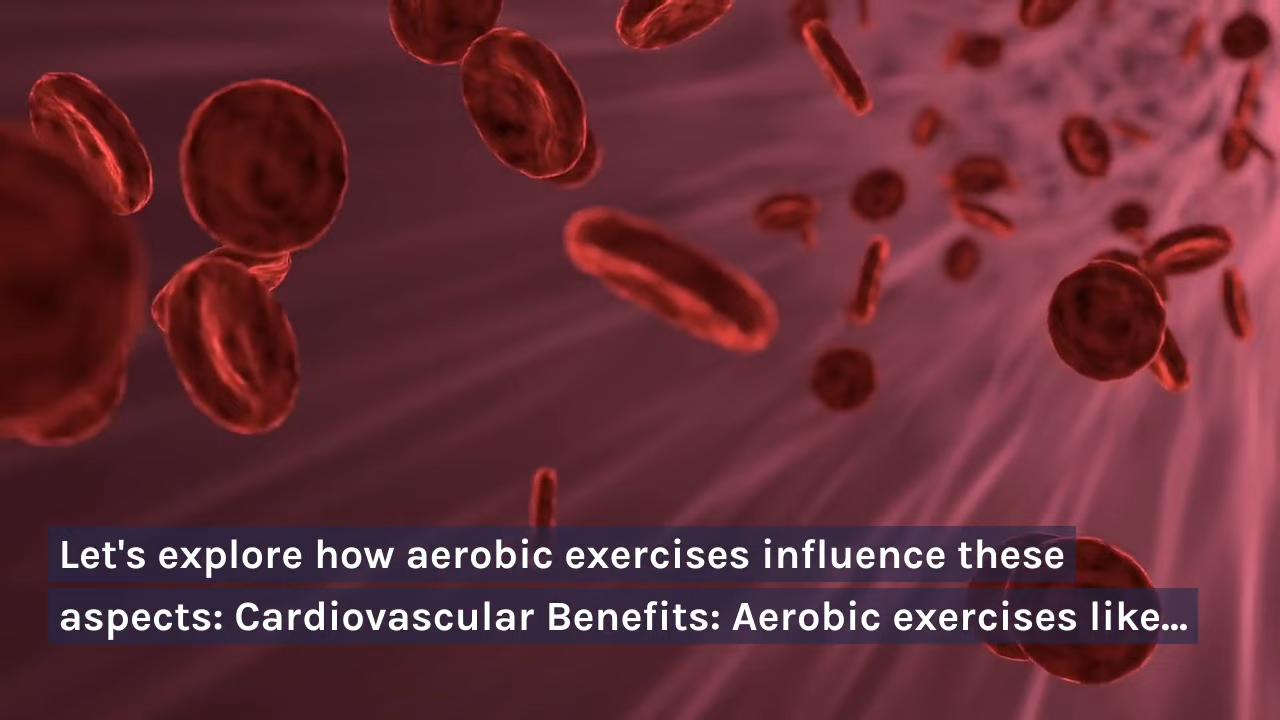 Let's explore how aerobic exercises influence these
aspects: Cardiovascular Benefits: Aerobic exercises like...